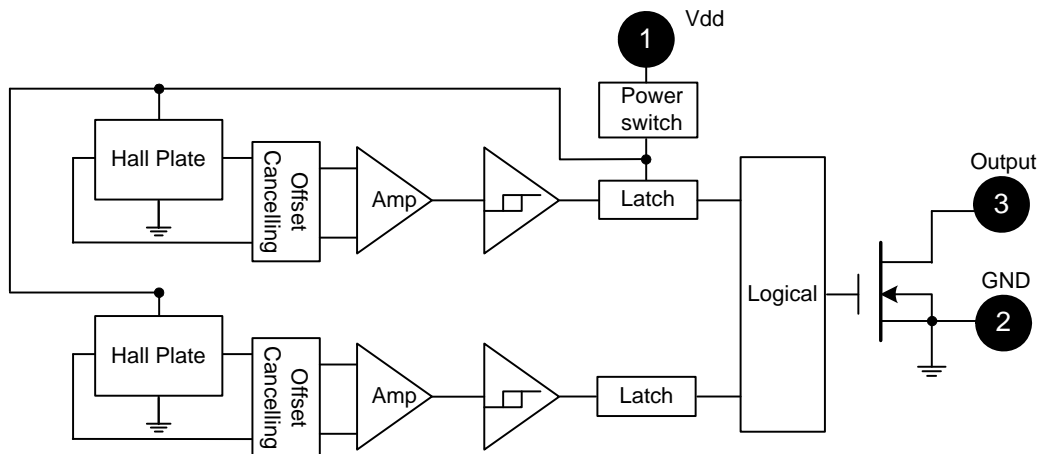 1
Vdd
Power
switch
Hall Plate
Offset
Cancelling
Amp
Latch
Output
3
Logical
GND
2
Hall Plate
Offset
Cancelling
Amp
Latch